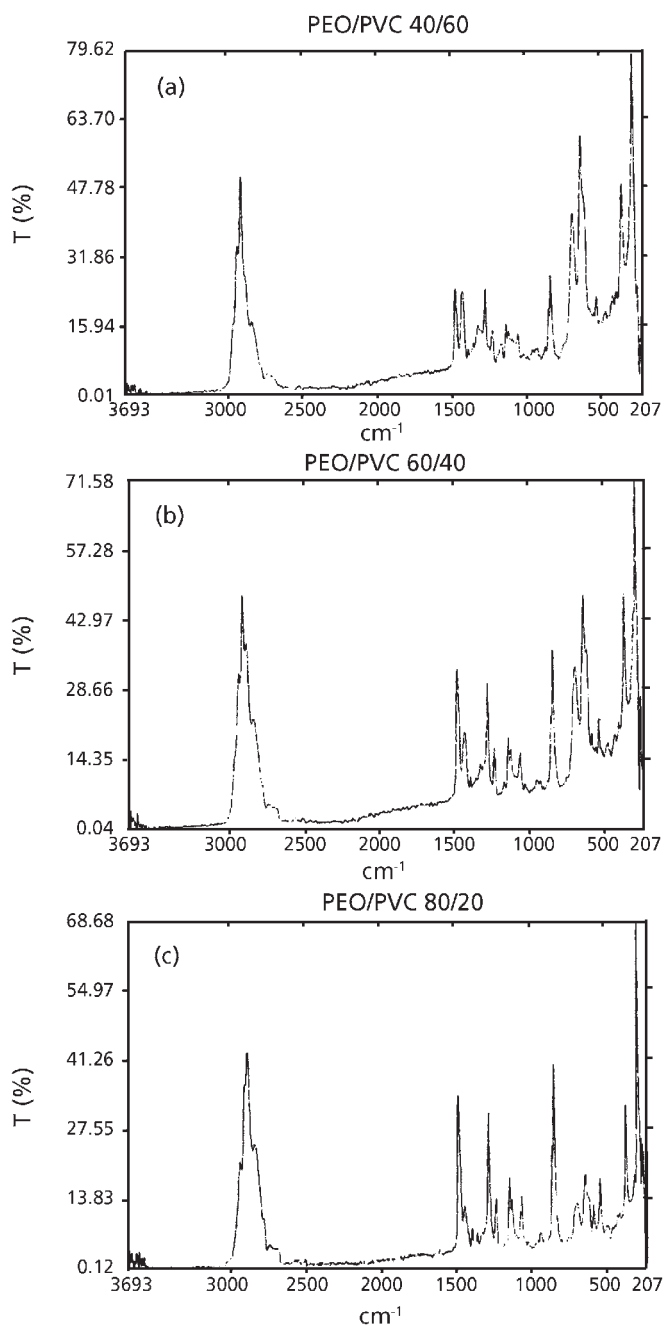 PEO/PVC 40/60
79.62
(a)
63.70
47.78
T (%)
31.86
15.94
0.01
3693 3000 2500 2000 1500 1000 500 207
cm-1
PEO/PVC 60/40
71.58
(b)
57.28
42.97
T (%)
28.66
14.35
0.04
3693 3000 2500 2000 1500 1000 500 207
cm-1
PEO/PVC 80/20
68.68
(c)
54.97
41.26
T (%)
27.55
13.83
0.12
3693 3000 2500 2000 1500 1000 500 207
cm-1